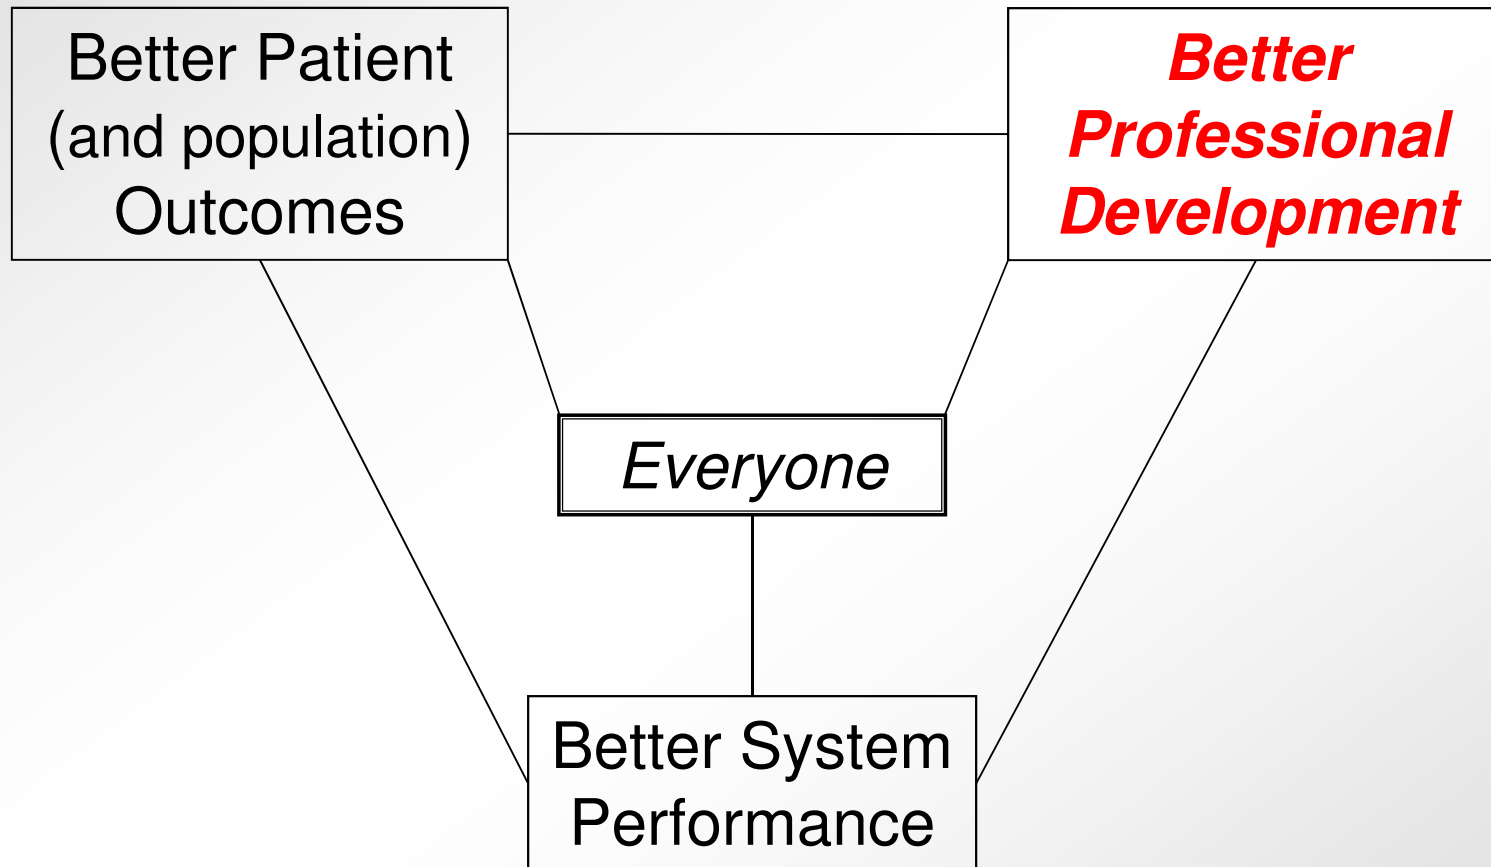 Better Patient
(and population)
Outcomes
Better
Professional
Development
Everyone
Better System
Performance